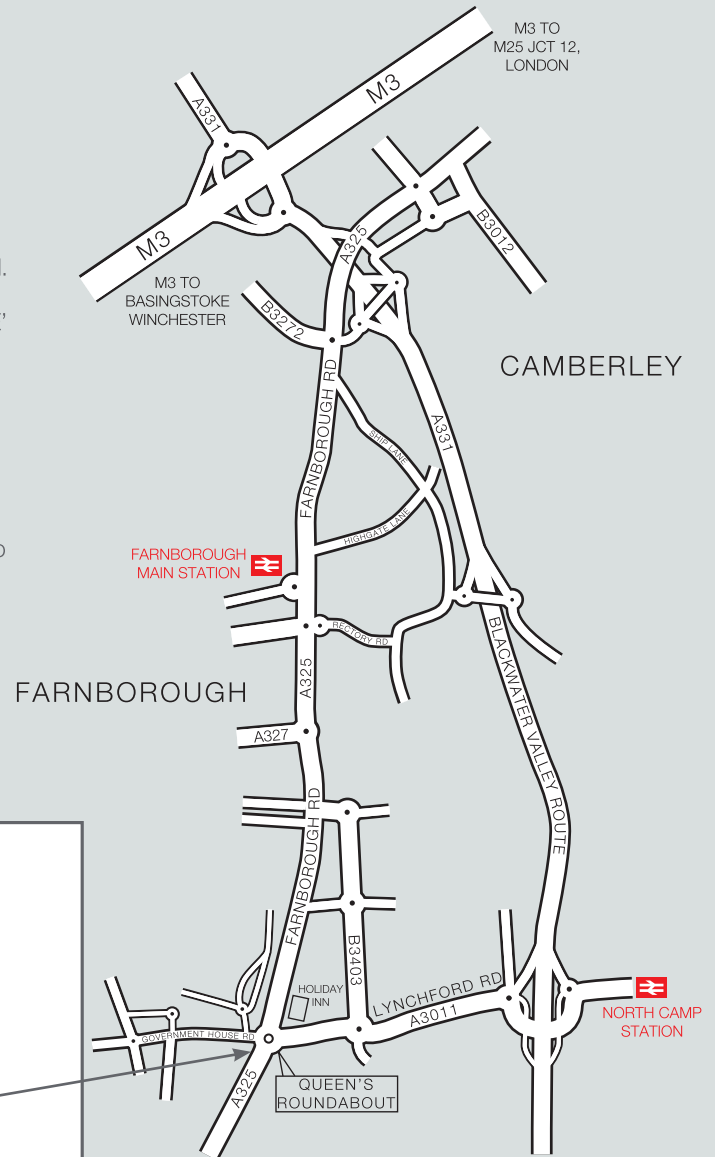 M3 TO
M25 JCT 12,
LONDON
M3
A331
M3
A325
B3012
M3 TO
BASINGSTOKE
WINCHESTER
B3272
CAMBERLEY
FARNBOROUGH RD
SHIP LANE
A331
HIGHGATE LANE
FARNBOROUGH
MAIN STATION
RECTORY RD
BLACKWATER VALLEY ROUTE
A325
FARNBOROUGH
A327
FARNBOROUGH RD
B3403
HOLIDAY
INN
LYNCHFORD RD
A3011
NORTH CAMP
STATION
GOVERNMENT HOUSE RD
A325
QUEEN'S
ROUNDABOUT